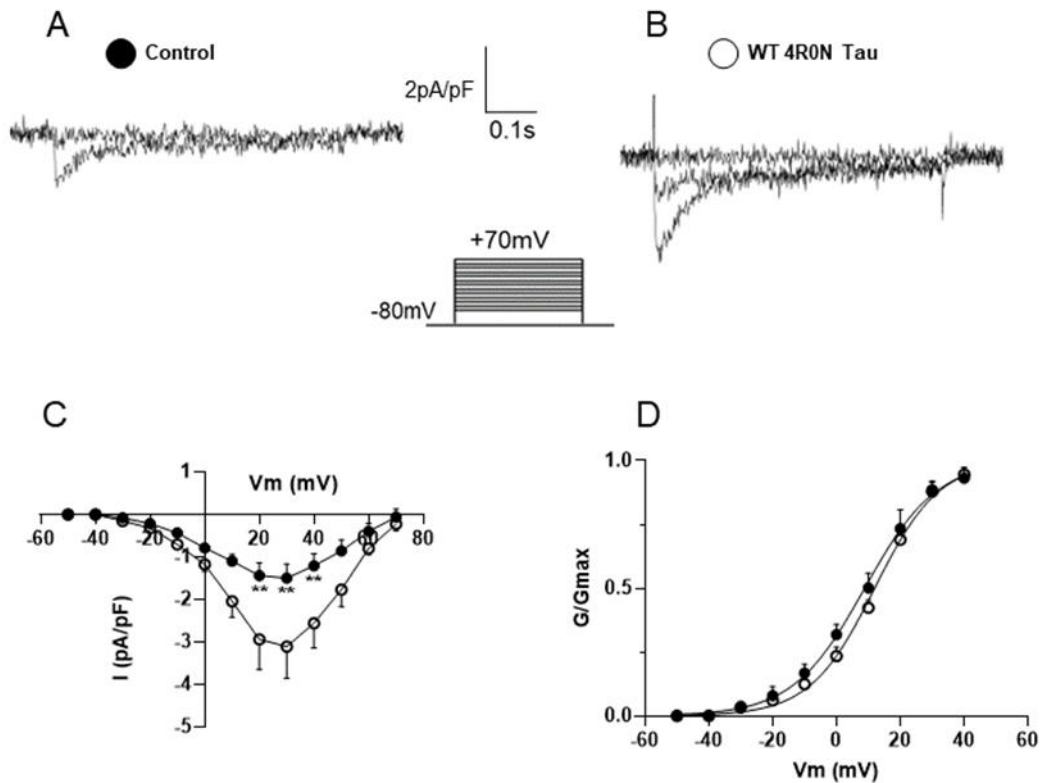 A
Control
2pA/pF
0.1s
B
WT 4R0N Tau
+70mV
-80mV
C
1
Vm (mV)
-60 -40 -20 20 40 60 80
-1
-2
-3
-4
-5
I (pA/pF)
** ** **
D
1.0
0.5
0.0
G/Gmax
-60 -40 -20 0 20 40 60
Vm (mV)